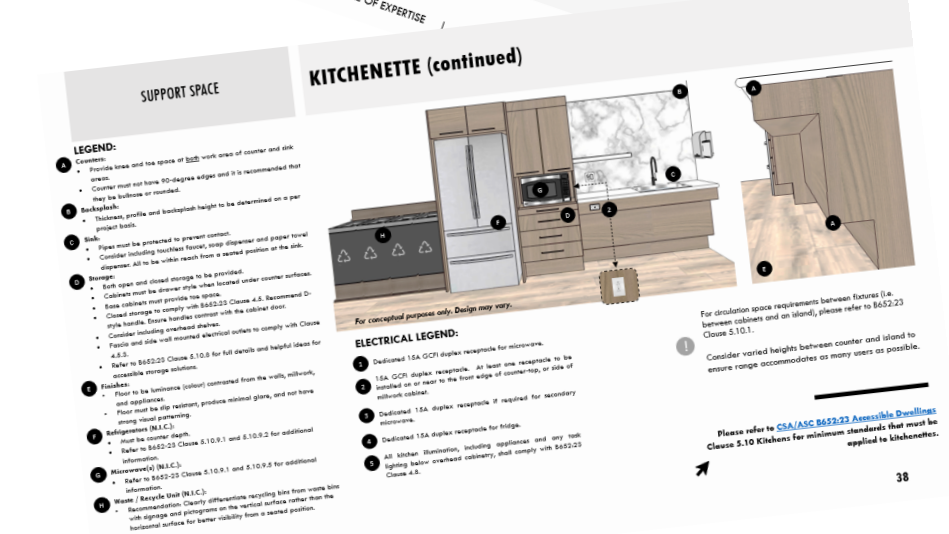 OF EXPERTISE /
SUPPORT SPACE
KITCHENETTE (continued)
LEGEND:
A Counters:
• Provide knee and toe space at both work area of counter and sink
areas.
• Counter must not have 90-degree edges and it is recommended that
they be bullnose or rounded.
B Backsplash:
• Thickness, profile and backsplash height to be determined on a per
project basis.
C Sink:
• Pipes must be protected to prevent contact.
• Consider including touchless faucet, soap dispenser and paper towel
dispenser. All to be within reach from a seated position at the sink.
D Storage:
• Both open and closed storage to be provided.
• Cabinets must be drawer style when located under counter surfaces.
• Base cabinets must provide toe space.
• Closed storage to comply with B652:23 Clause 4.5. Recommend D-
style handle. Ensure handles contrast with the cabinet door.
• Consider including overhead shelves.
• Fascia and side wall mounted electrical outlets to comply with Clause
4.5.3.
• Refer to B652:23 Clause 5.10.8 for full details and helpful ideas for
accessible storage solutions.
E Finishes:
• Floor to be luminance (colour) contrasted from the walls, millwork,
and appliances.
• Floor must be slip resistant, produce minimal glare, and not have
strong visual patterning.
F Refrigerators (N.I.C.):
• Must be counter depth.
• Refer to B652:23 Clause 5.10.9.1 and 5.10.9.2 for additional
information.
G Microwave(s) (N.I.C.):
• Refer to B652:23 Clause 5.10.9.1 and 5.10.9.5 for additional
information.
H Waste / Recycle Unit (N.I.C.):
• Recommendation: Clearly differentiate recycling bins from waste bins
with signage and pictograms on the vertical surface rather than the
horizontal surface for better visibility from a seated position.
B
C
G
D
2
F
H
For conceptual purposes only. Design may vary.
A
A
E
ELECTRICAL LEGEND:
1 Dedicated 15A GCFI duplex receptacle for microwave.
2 15A GCFI duplex receptacle. At least one receptacle to be
installed on or near to the front edge of counter-top, or side of
millwork cabinet.
3 Dedicated 15A duplex receptacle if required for secondary
microwave.
4 Dedicated 15A duplex receptacle for fridge.
5 All kitchen illumination, including appliances and any task
lighting below overhead cabinetry, shall comply with B652:23
Clause 4.8.
For circulation space requirements between fixtures (i.e.
between cabinets and an island), please refer to B652:23
Clause 5.10.1.
!
Consider varied heights between counter and island to
ensure range accommodates as many users as possible.
Please refer to CSA/ASC B652:23 Accessible Dwellings
Clause 5.10 Kitchens for minimum standards that must be
applied to kitchenettes.
38